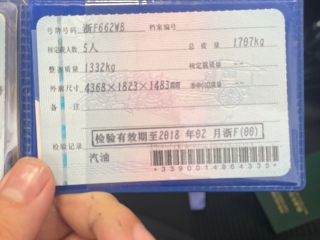 号牌号码 浙F662WB 档案编号
核定载人数 5人 总质量 1707kg
整备质量 1332kg 核定载质量 --
外廓尺寸 4368×1823×1483mm 准牵引总质量 --
备注
检验有效期至2018年02月浙F(00)
检验记录
汽油
*3390014864335*